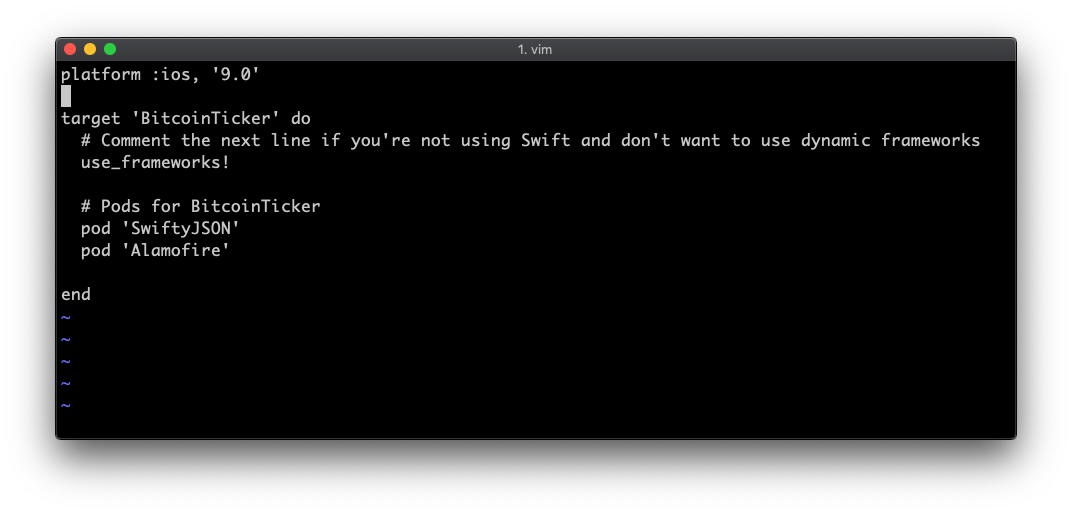 1. vim
platform :ios, '9.0'
target 'BitcoinTicker' do
# Comment the next line if you're not using Swift and don't want to use dynamic frameworks
use_frameworks!
# Pods for BitcoinTicker
pod 'SwiftyJSON'
pod 'Alamofire'
end
~
~
~
~
~